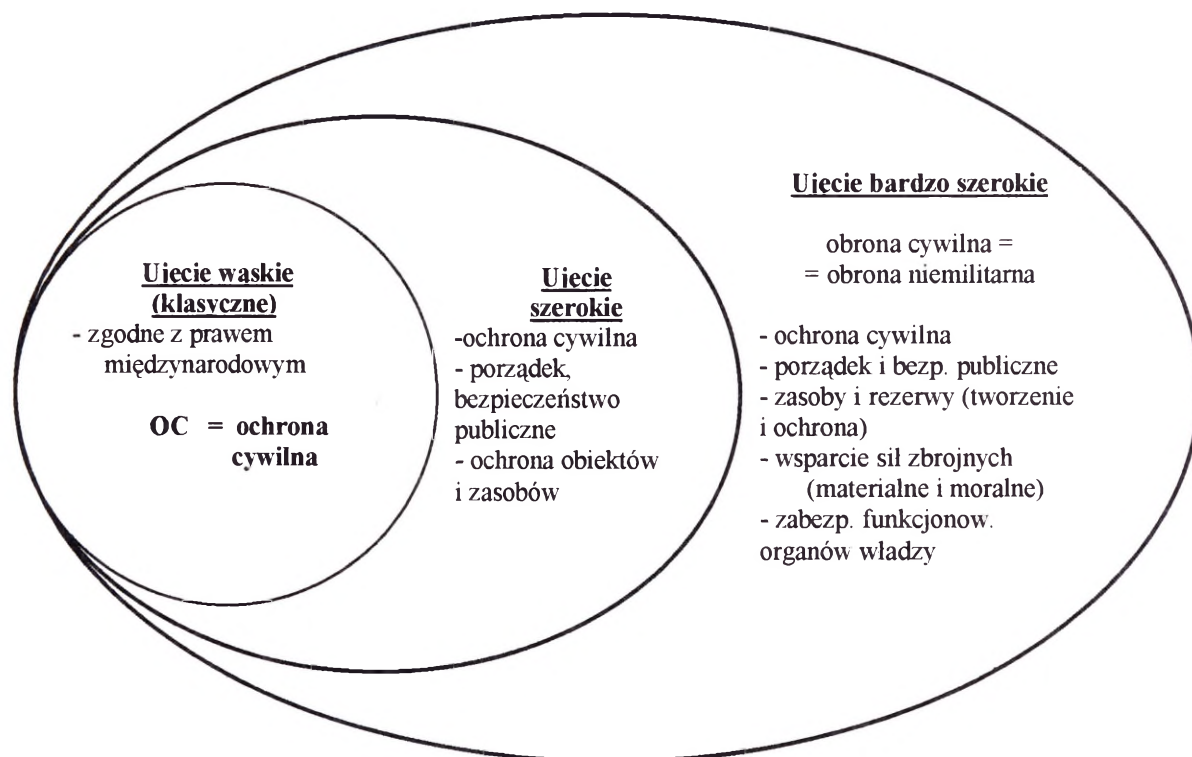 Ujęcie wąskie
(klasyczne)
- zgodne z prawem
międzynarodowym
OC = ochrona
cywilna
Ujęcie
szerokie
-ochrona cywilna
- porządek,
bezpieczeństwo
publiczne
- ochrona obiektów
i zasobów
Ujęcie bardzo szerokie
obrona cywilna =
= obrona niemilitarna
- ochrona cywilna
- porządek i bezp. publiczne
- zasoby i rezerwy (tworzenie
i ochrona)
- wsparcie sił zbrojnych
(materialne i moralne)
- zabezp. funkcjonow.
organów władzy